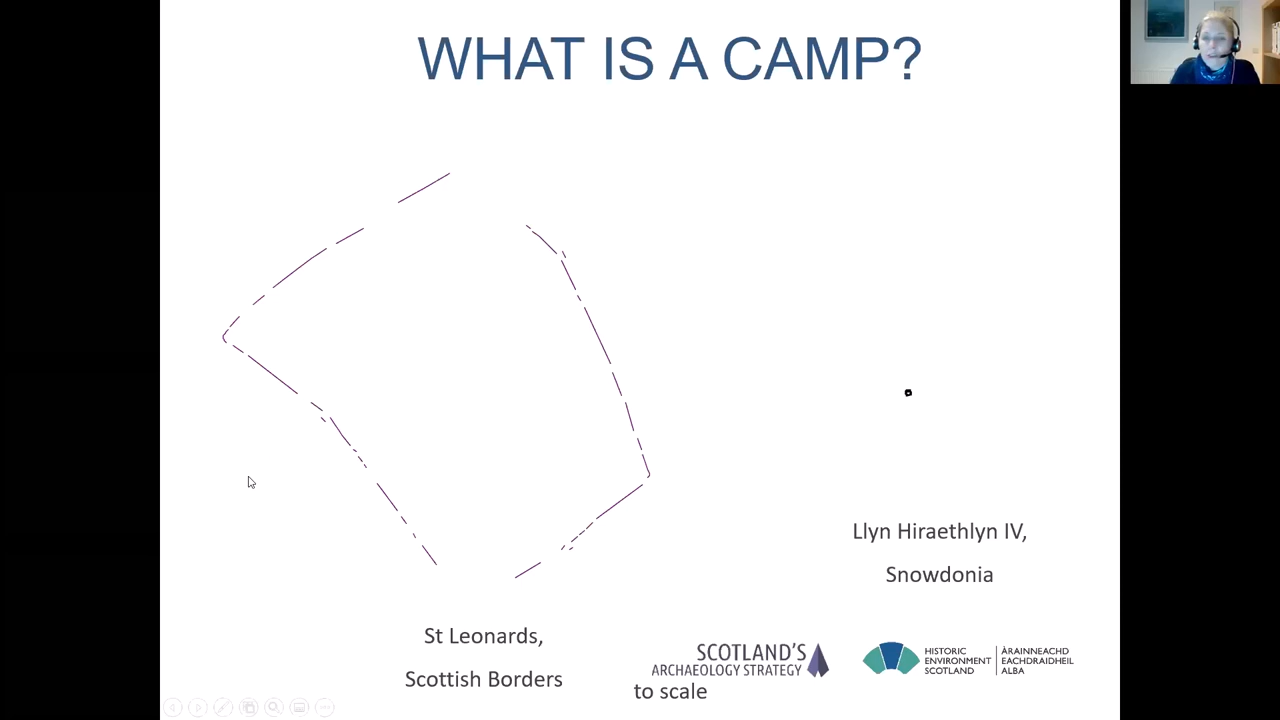 WHAT IS A CAMP?
Llyn Hiraethlyn IV,
Snowdonia
St Leonards,
Scottish Borders
to scale
SCOTLAND'S
ARCHAEOLOGY STRATEGY
HISTORIC
ENVIRONMENT
SCOTLAND
ÀRAINNEACHD
EACHDRAIDHEIL
ALBA